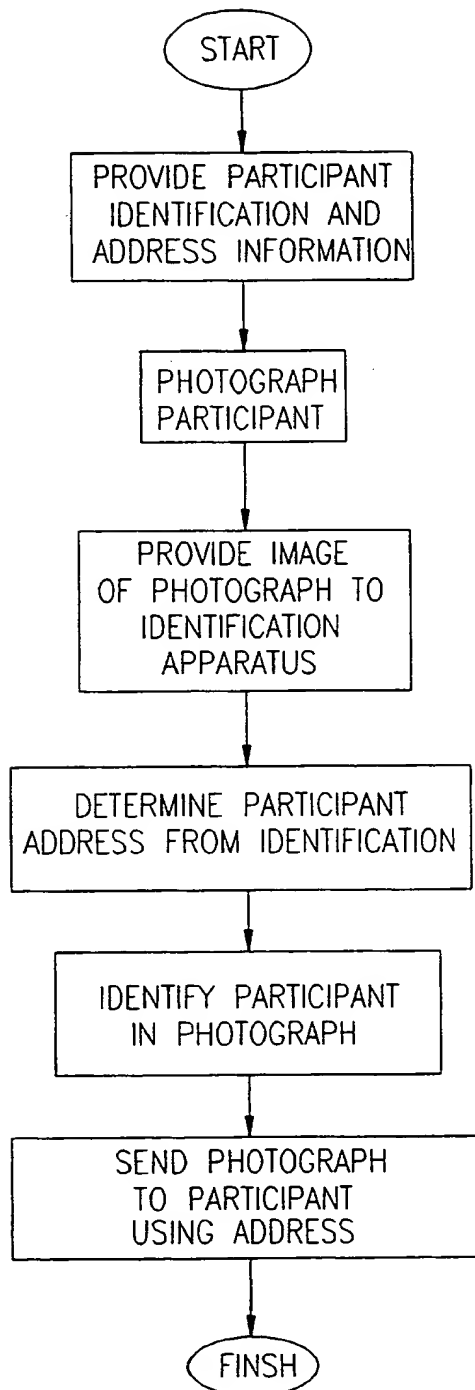 START
PROVIDE PARTICIPANT
IDENTIFICATION AND
ADDRESS INFORMATION
PHOTOGRAPH
PARTICIPANT
PROVIDE IMAGE
OF PHOTOGRAPH TO
IDENTIFICATION
APPARATUS
DETERMINE PARTICIPANT
ADDRESS FROM IDENTIFICATION
IDENTIFY PARTICIPANT
IN PHOTOGRAPH
SEND PHOTOGRAPH
TO PARTICIPANT
USING ADDRESS
FINSH